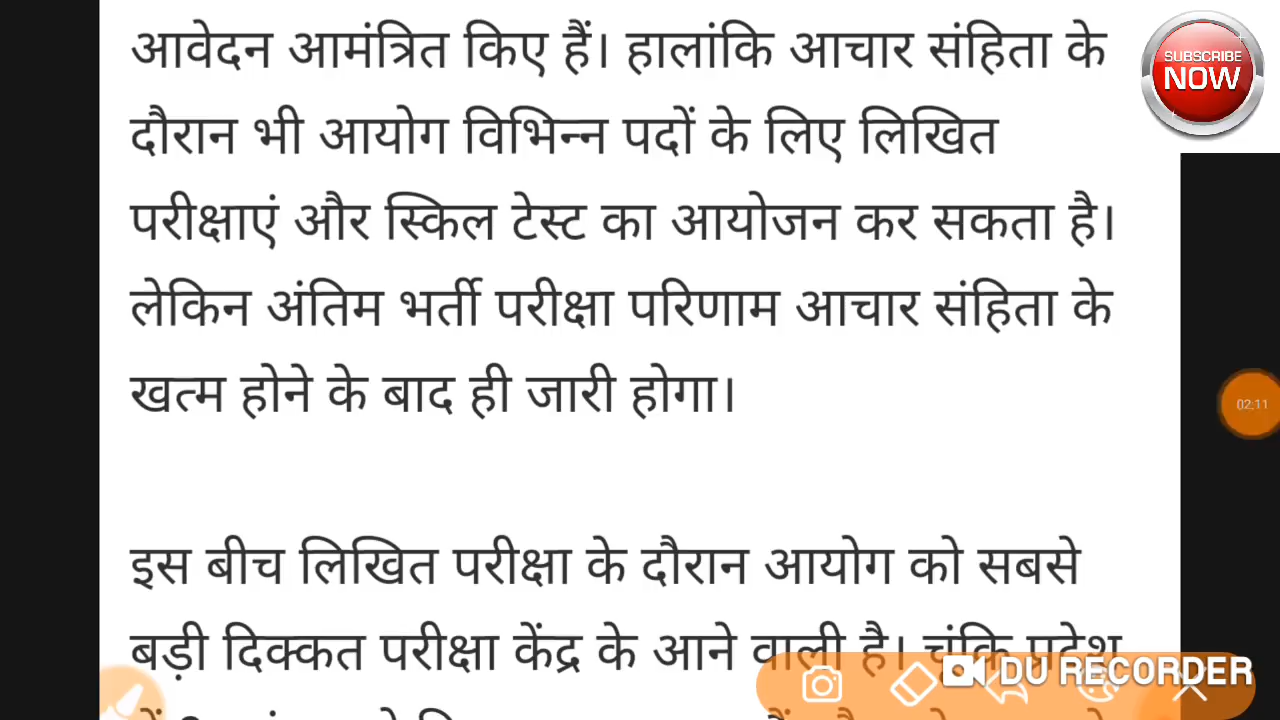 आवेदन आमंत्रित किए हैं। हालांकि आचार संहिता के
दौरान भी आयोग विभिन्न पदों के लिए लिखित
परीक्षाएं और स्किल टेस्ट का आयोजन कर सकता है।
लेकिन अंतिम भर्ती परीक्षा परिणाम आचार संहिता के
खत्म होने के बाद ही जारी होगा।
इस बीच लिखित परीक्षा के दौरान आयोग को सबसे
बड़ी दिक्कत परीक्षा केंद्र के आने वाली है। चूंकि प्रदेश
SUBSCRIBE
NOW
02:11
DU RECORDER